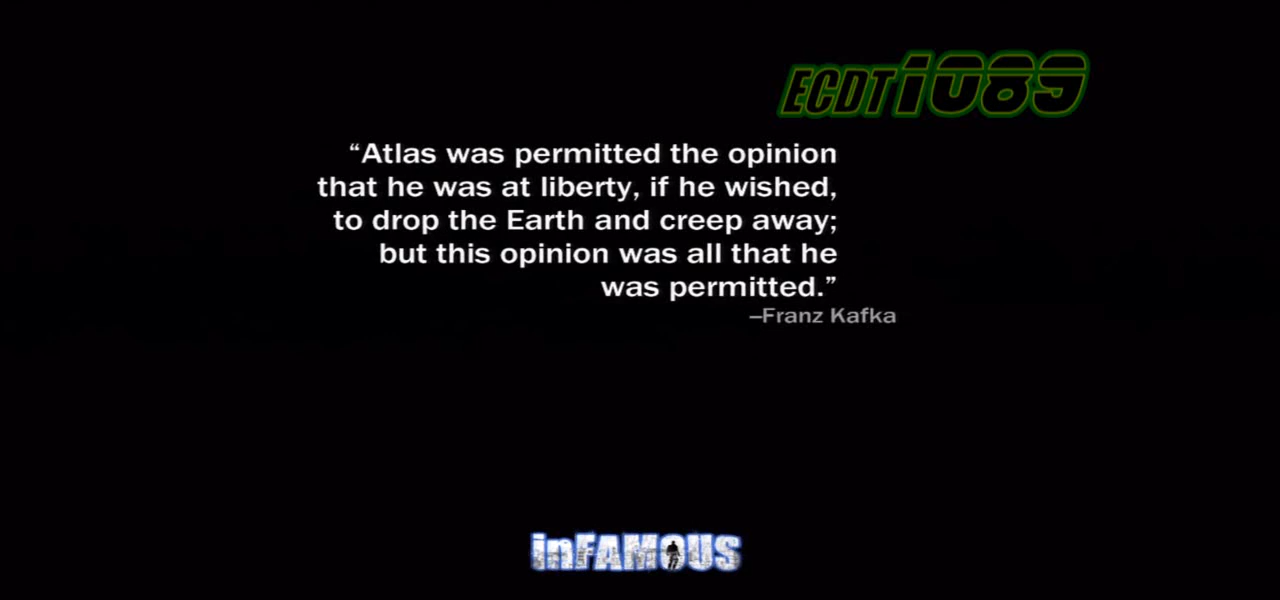 ECDT1089
“Atlas was permitted the opinion
that he was at liberty, if he wished,
to drop the Earth and creep away;
but this opinion was all that he
was permitted.”
–Franz Kafka
inFAMOUS